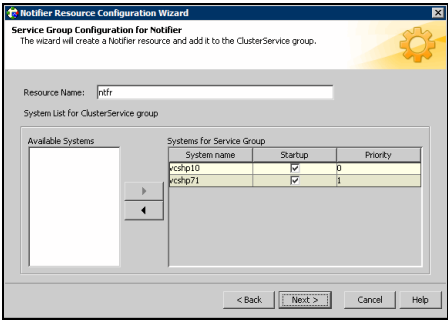 Notifier Resource Configuration Wizard
Service Group Configuration for Notifier
The wizard will create a Notifier resource and add it to the ClusterService group.
Resource Name: ntfr
System List for ClusterService group
Available Systems
Systems for Service Group
System name Startup Priority
vcshp10 0
vcshp71 1
< Back Next > Cancel Help